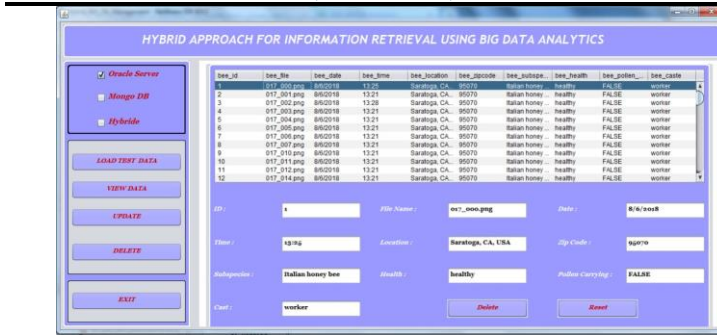 HYBRID APPROACH FOR INFORMATION RETRIEVAL USING BIG DATA ANALYTICS
Oracle Server
Mongo DB
Hybride
LOAD TEST DATA
VIEW DATA
UPDATE
DELETE
EXIT
bee_id bee_file bee_date bee_time bee_location bee_zipcode bee_subspe... bee_health bee_pollen_... bee_caste
1 017_000.png 8/6/2018 13:25 Saratoga, CA... 95070 Italian honey ... healthy FALSE worker
2 017_001.png 8/6/2018 13:21 Saratoga, CA... 95070 Italian honey ... healthy FALSE worker
3 017_002.png 8/6/2018 13:28 Saratoga, CA... 95070 Italian honey ... healthy FALSE worker
4 017_003.png 8/6/2018 13:21 Saratoga, CA... 95070 Italian honey ... healthy FALSE worker
5 017_004.png 8/6/2018 13:21 Saratoga, CA... 95070 Italian honey ... healthy FALSE worker
6 017_005.png 8/6/2018 13:21 Saratoga, CA... 95070 Italian honey ... healthy FALSE worker
7 017_006.png 8/6/2018 13:21 Saratoga, CA... 95070 Italian honey ... healthy FALSE worker
8 017_007.png 8/6/2018 13:21 Saratoga, CA... 95070 Italian honey ... healthy FALSE worker
9 017_010.png 8/6/2018 13:21 Saratoga, CA... 95070 Italian honey ... healthy FALSE worker
10 017_011.png 8/6/2018 13:21 Saratoga, CA... 95070 Italian honey ... healthy FALSE worker
11 017_012.png 8/6/2018 13:21 Saratoga, CA... 95070 Italian honey ... healthy FALSE worker
12 017_014.png 8/6/2018 13:21 Saratoga, CA... 95070 Italian honey ... healthy FALSE worker
ID : 1 File Name : 017_000.png Date : 8/6/2018
Time : 13:25 Location : Saratoga, CA, USA Zip Code : 95070
Subspecies : Italian honey bee Health : healthy Pollen Carrying : FALSE
Cast : worker Delete Reset